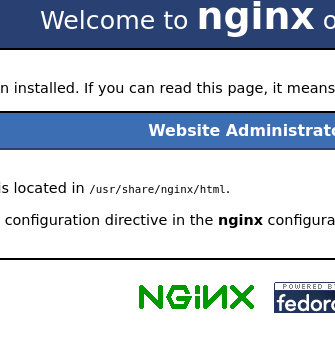 Welcome to nginx o
n installed. If you can read this page, it means
Website Administrato
is located in /usr/share/nginx/html.
configuration directive in the nginx configura
NGiNX
POWERED BY
fedora